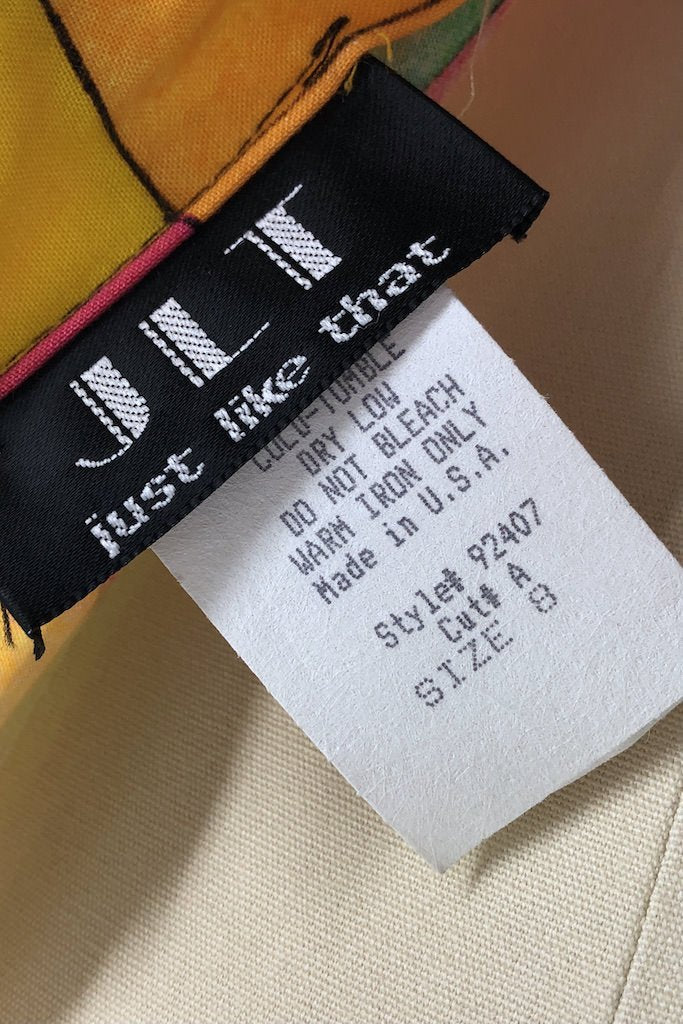 JLT
just like that
COLD-TUMBLE
DRY LOW
DO NOT BLEACH
WARM IRON ONLY
Made in U.S.A.
Style# 92407
Cut# A
SIZE 8